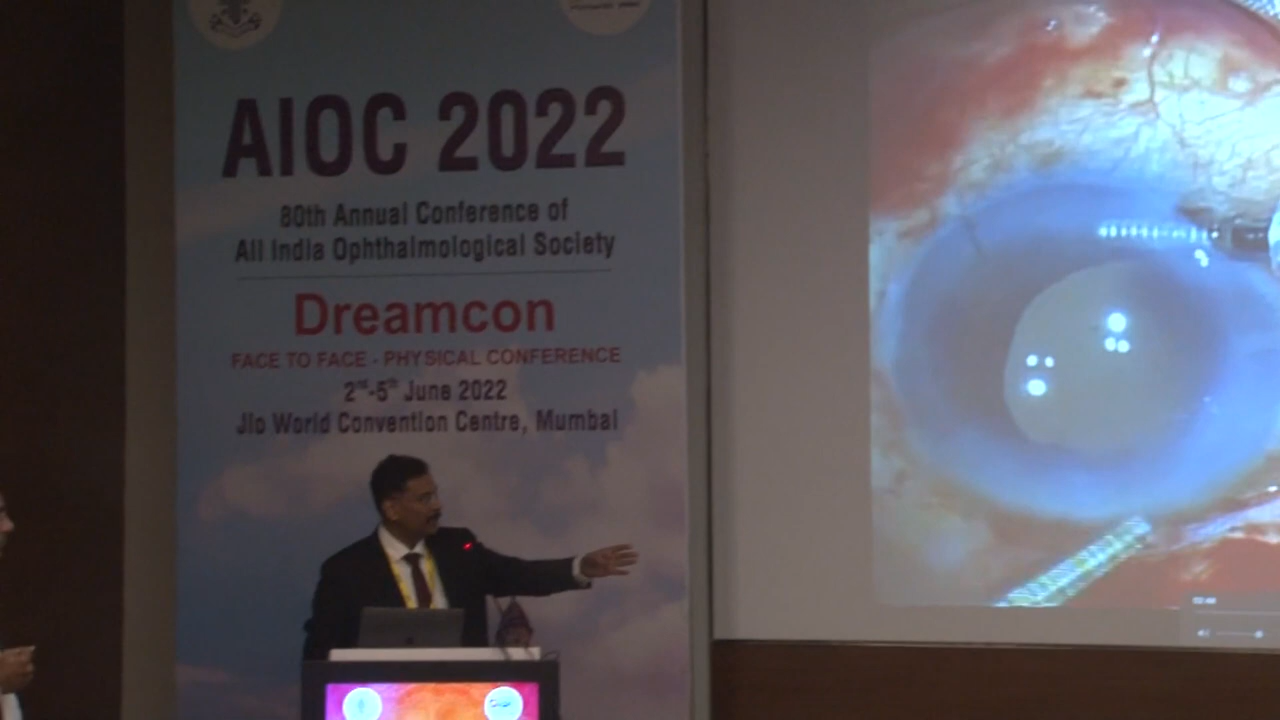 AIOC 2022
80th Annual Conference of
All India Ophthalmological Society
Dreamcon
FACE TO FACE - PHYSICAL CONFERENCE
2nd-5th June 2022
Jio World Convention Centre, Mumbai